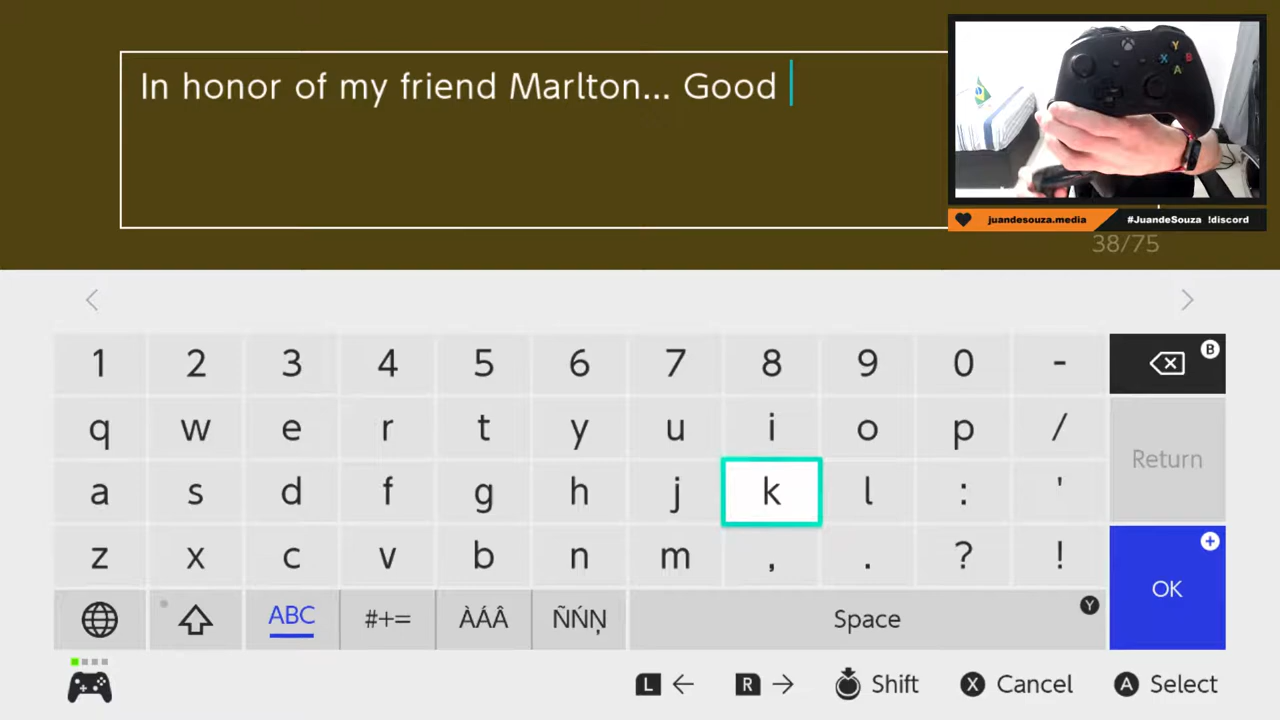 In honor of my friend Marlton... Good
juandesouza.media #JuandeSouza !discord
38/75
1 2 3 4 5 6 7 8 9 0 - B
q w e r t y u i o p / Return
a s d f g h j k l : '
z x c v b n m , . ? ! +
ABC #+= ÀÁÂ ÑŃŅ Space Y OK
L ← R → Shift X Cancel A Select